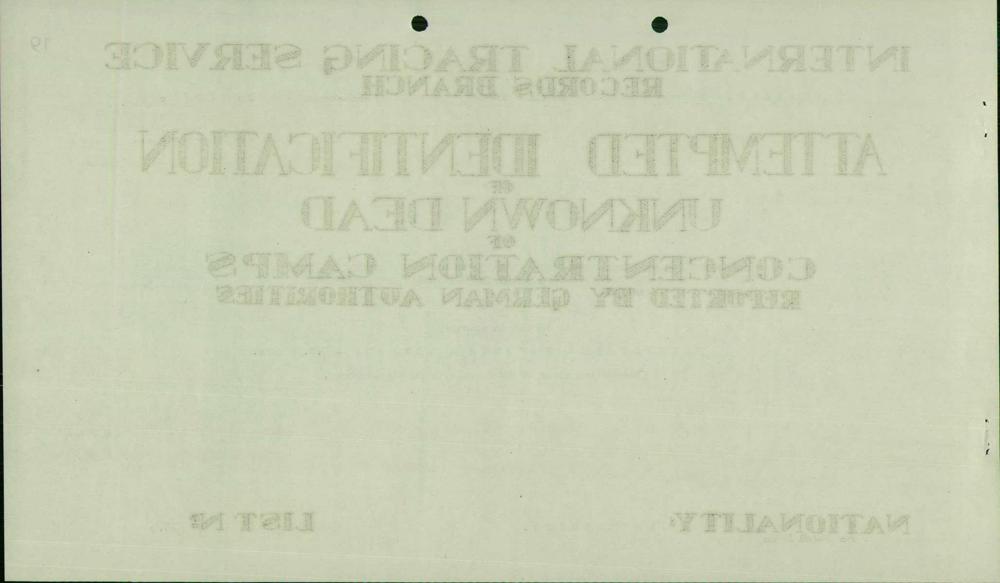 19
INTERNATIONAL TRACING SERVICE
RECORDS BRANCH
ATTEMPTED IDENTIFICATION
OF
UNKNOWN DEAD
OF
CONCENTRATION CAMPS
REPORTED BY GERMAN AUTHORITIES
NATIONALITY: LIST Nº